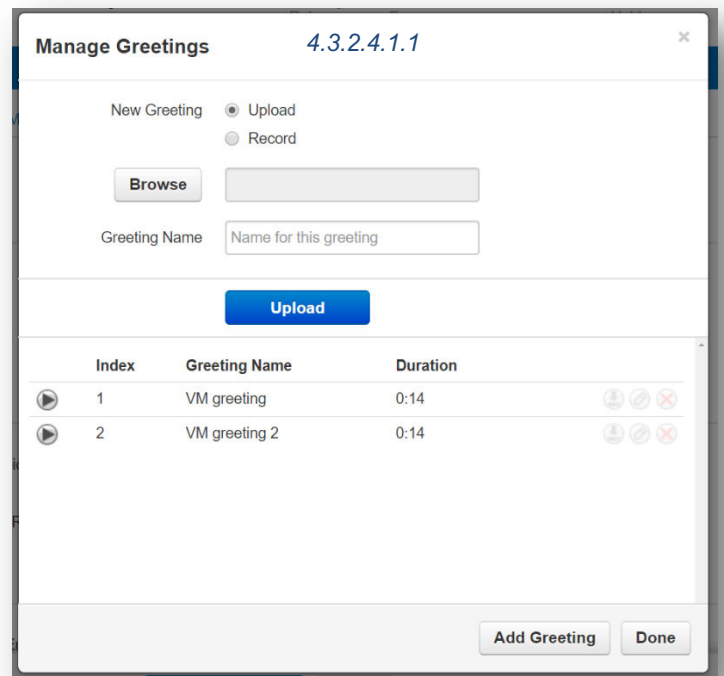 Manage Greetings 4.3.2.4.1.1 ×
New Greeting Upload
Record
Browse
Greeting Name Name for this greeting
Upload
Index Greeting Name Duration
1 VM greeting 0:14
2 VM greeting 2 0:14
Add Greeting Done